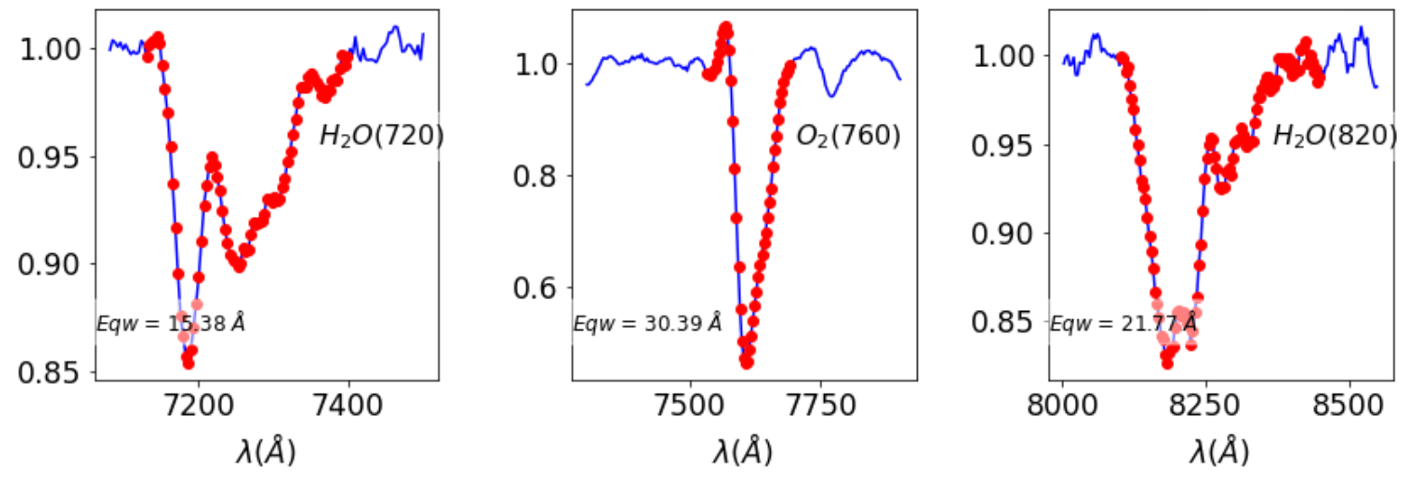 1.00
0.95
0.90
0.85
H₂O(720)
Eqw = 15.38 Å
7200 7400
λ(Å)
1.0
0.8
0.6
O₂(760)
Eqw = 30.39 Å
7500 7750
λ(Å)
1.00
0.95
0.90
0.85
H₂O(820)
Eqw = 21.77 Å
8000 8250 8500
λ(Å)